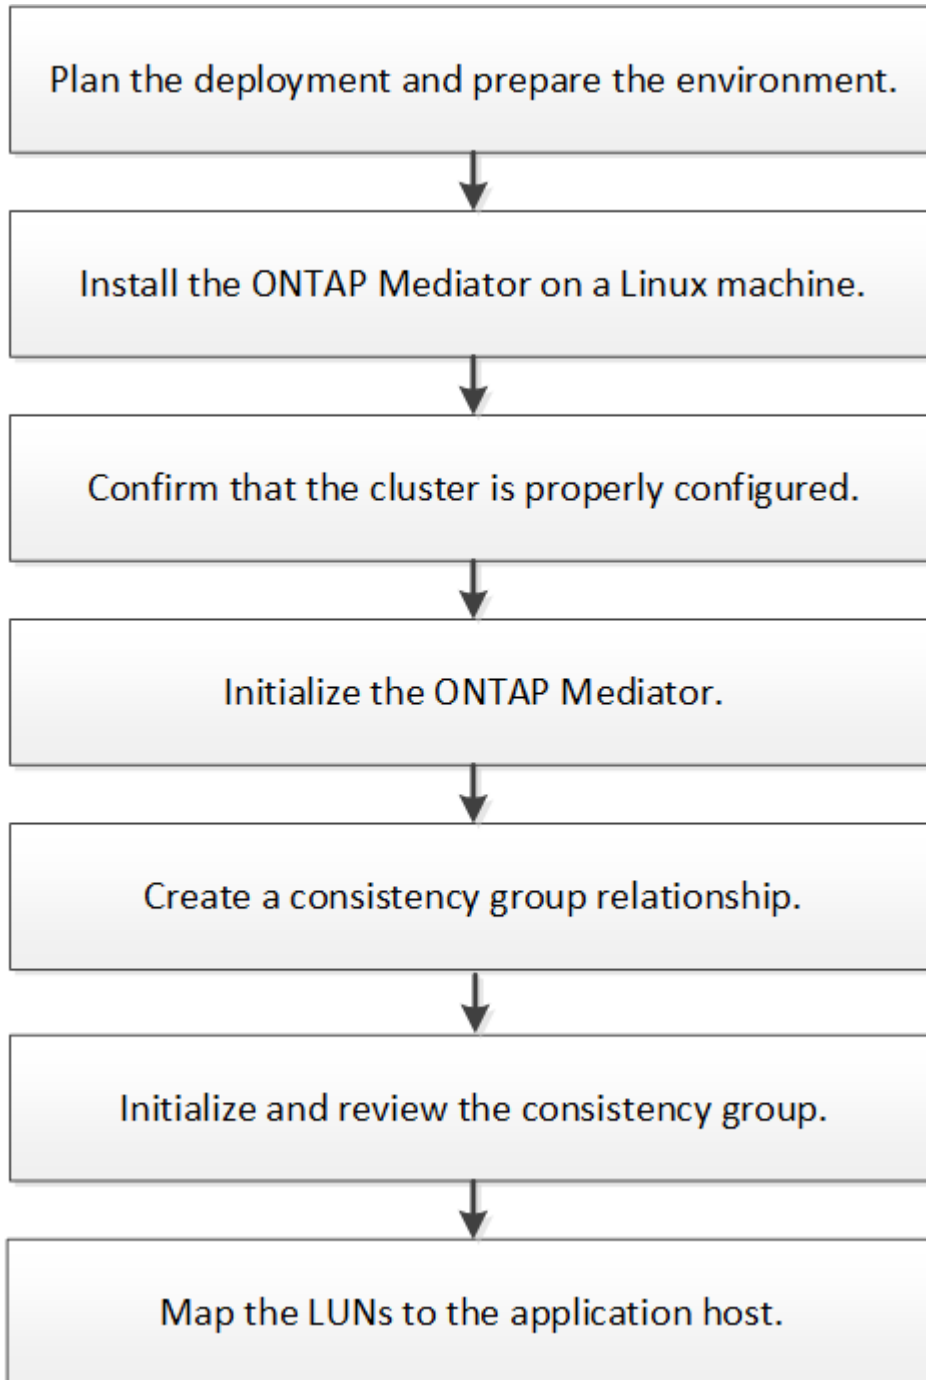 Plan the deployment and prepare the environment.
Install the ONTAP Mediator on a Linux machine.
Confirm that the cluster is properly configured.
Initialize the ONTAP Mediator.
Create a consistency group relationship.
Initialize and review the consistency group.
Map the LUNs to the application host.